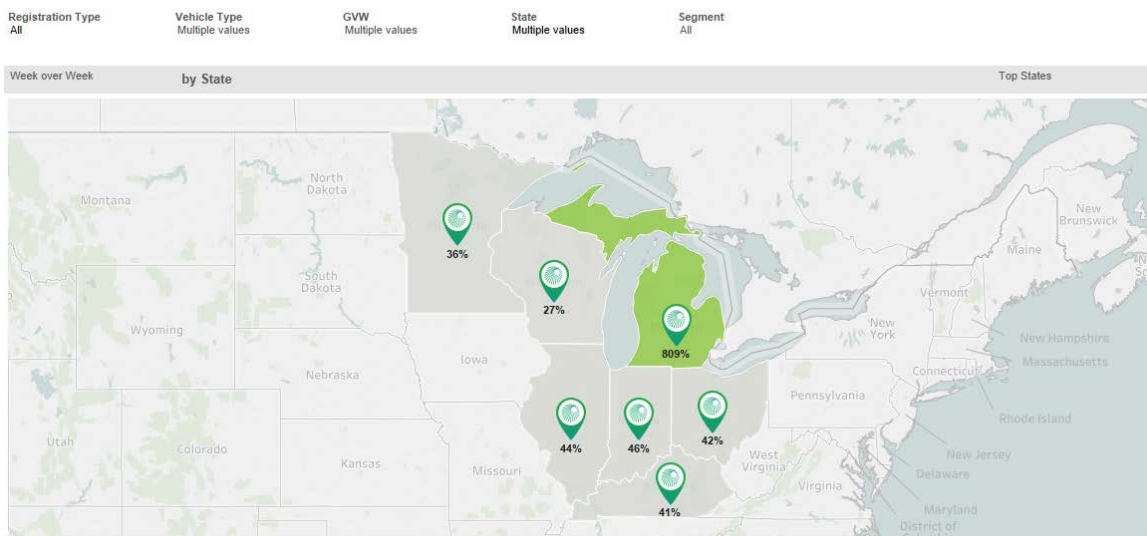 Registration Type
All
Vehicle Type
Multiple values
GVW
Multiple values
State
Multiple values
Segment
All
Week over Week
by State
Top States
Montana
North
Dakota
South
Dakota
Wyoming
Nebraska
Iowa
Utah
Colorado
Kansas
Missouri
36%
27%
809%
44%
46%
42%
41%
New
Brunswick
Maine
Vermont
New
York
New Hampshire
Massachusetts
Connecticut
Rhode Island
Pennsylvania
New Jersey
Delaware
West
Virginia
Virginia
Maryland
District of